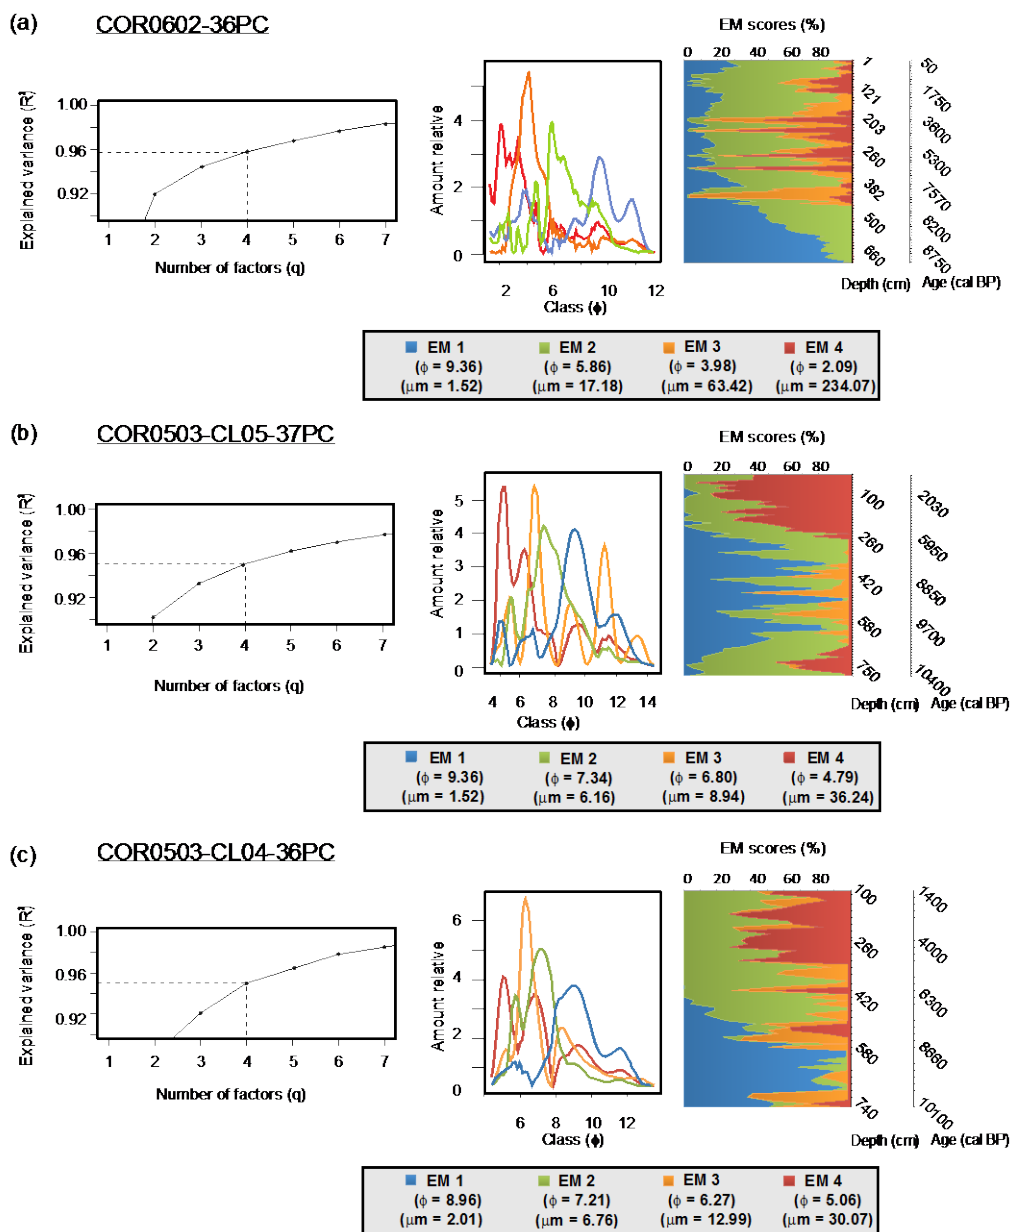 (a) COR0602-36PC
Explained variance (R²)
1.00
0.96
0.92
1 2 3 4 5 6 7
Number of factors (q)
Amount relative
4
2
0
2 4 6 8 10 12
Class (ϕ)
EM scores (%)
0 20 40 60 80
1
121
203
260
382
500
660
Depth (cm)
50
1750
3600
5300
7570
8200
8750
Age (cal BP)
EM 1 EM 2 EM 3 EM 4
(ϕ = 9.36) (ϕ = 5.86) (ϕ = 3.98) (ϕ = 2.09)
(μm = 1.52) (μm = 17.18) (μm = 63.42) (μm = 234.07)
(b) COR0503-CL05-37PC
Explained variance (R²)
1.00
0.96
0.92
1 2 3 4 5 6 7
Number of factors (q)
Amount relative
5
4
3
2
1
0
4 6 8 10 12 14
Class (ϕ)
EM scores (%)
0 20 40 60 80
100
260
420
580
750
Depth (cm)
2030
5950
8850
9700
10400
Age (cal BP)
EM 1 EM 2 EM 3 EM 4
(ϕ = 9.36) (ϕ = 7.34) (ϕ = 6.80) (ϕ = 4.79)
(μm = 1.52) (μm = 6.16) (μm = 8.94) (μm = 36.24)
(c) COR0503-CL04-36PC
Explained variance (R²)
1.00
0.96
0.92
1 2 3 4 5 6 7
Number of factors (q)
Amount relative
6
4
2
0
6 8 10 12
Class (ϕ)
EM scores (%)
0 20 40 60 80
100
260
420
580
740
Depth (cm)
1400
4000
6300
8660
10100
Age (cal BP)
EM 1 EM 2 EM 3 EM 4
(ϕ = 8.96) (ϕ = 7.21) (ϕ = 6.27) (ϕ = 5.06)
(μm = 2.01) (μm = 6.76) (μm = 12.99) (μm = 30.07)